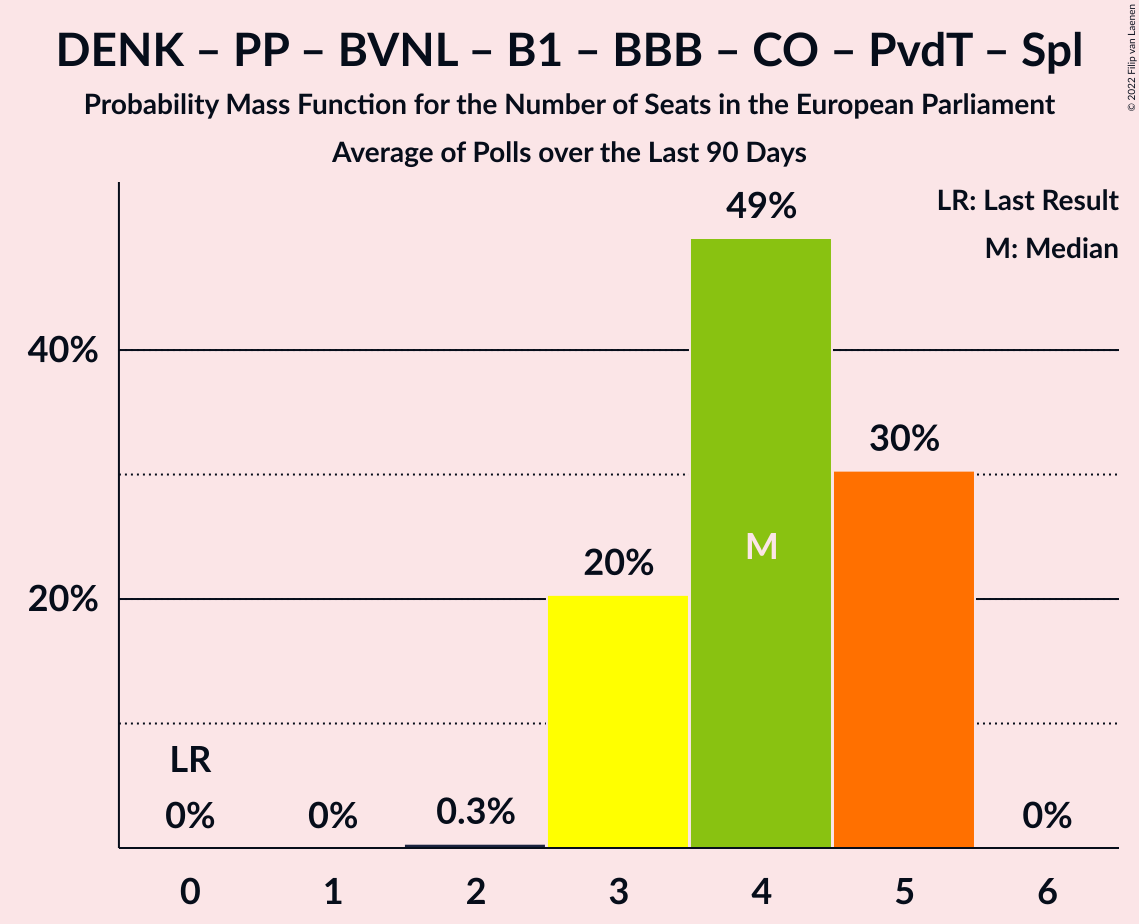 DENK – PP – BVNL – B1 – BBB – CO – PvdT – Spl
Probability Mass Function for the Number of Seats in the European Parliament
Average of Polls over the Last 90 Days
© 2022 Filip van Laenen
LR: Last Result
M: Median
49%
40%
30%
M
20%
20%
LR
0%
0%
0.3%
0%
0
1
2
3
4
5
6